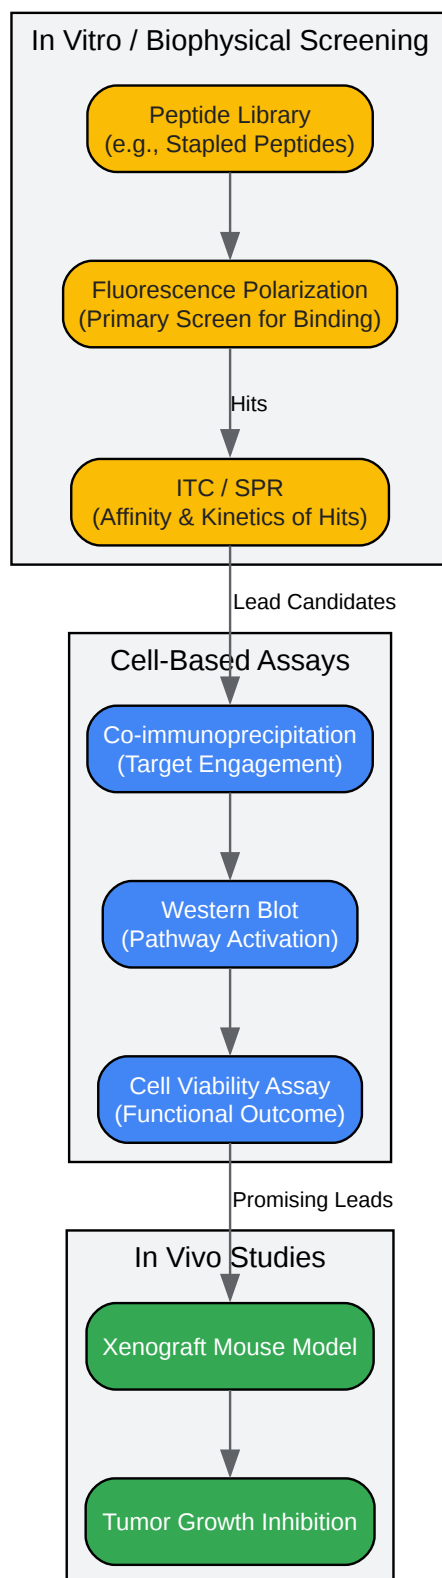 In Vitro / Biophysical Screening
Peptide Library
(e.g., Stapled Peptides)
Fluorescence Polarization
(Primary Screen for Binding)
Hits
ITC / SPR
(Affinity & Kinetics of Hits)
Lead Candidates
Cell-Based Assays
Co-immunoprecipitation
(Target Engagement)
Western Blot
(Pathway Activation)
Cell Viability Assay
(Functional Outcome)
Promising Leads
In Vivo Studies
Xenograft Mouse Model
Tumor Growth Inhibition